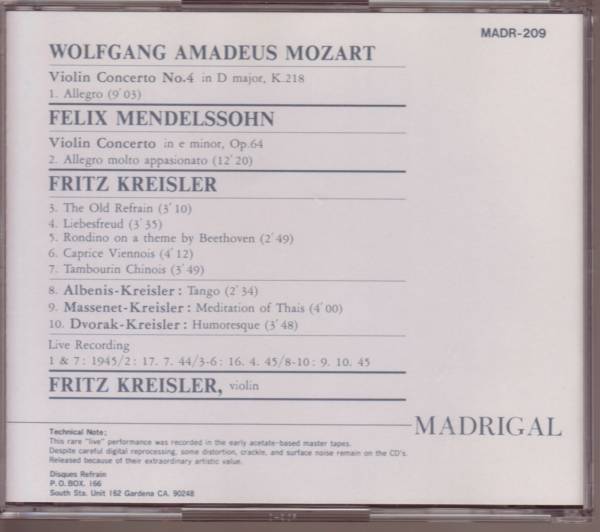 MADR-209
WOLFGANG AMADEUS MOZART
Violin Concerto No.4 in D major, K.218
1. Allegro (9'03)
FELIX MENDELSSOHN
Violin Concerto in e minor, Op.64
2. Allegro molto appasionato (12'20)
FRITZ KREISLER
3. The Old Refrain (3'10)
4. Liebesfreud (3'35)
5. Rondino on a theme by Beethoven (2'49)
6. Caprice Viennois (4'12)
7. Tambourin Chinois (3'49)
8. Albenis-Kreisler: Tango (2'34)
9. Massenet-Kreisler: Meditation of Thais (4'00)
10. Dvorak-Kreisler: Humoresque (3'48)
Live Recording
1 & 7: 1945/2: 17. 7. 44/3-6: 16. 4. 45/8-10: 9. 10. 45
FRITZ KREISLER, violin
MADRIGAL
Technical Note:
This rare "live" performance was recorded in the early acetate-based master tapes.
Despite careful digital reprocessing, some distortion, crackle, and surface noise remain on the CD's.
Released because of their extraordinary artistic value.
Disques Refrain
P.O.BOX. 166
South Sta. Unit 152 Gardena CA. 90248